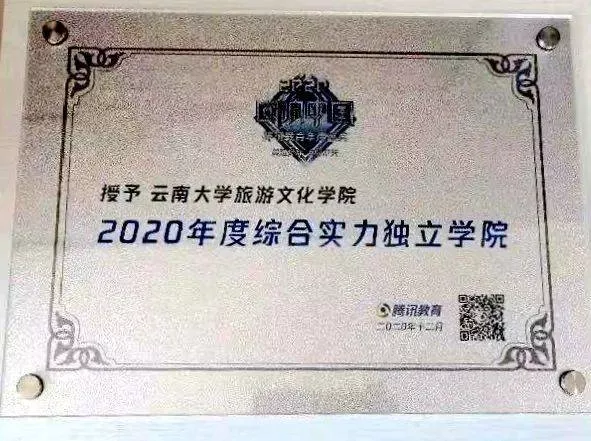 2020
授予 云南大学旅游文化学院
2020年度综合实力独立学院
腾讯教育
二〇二〇年十二月